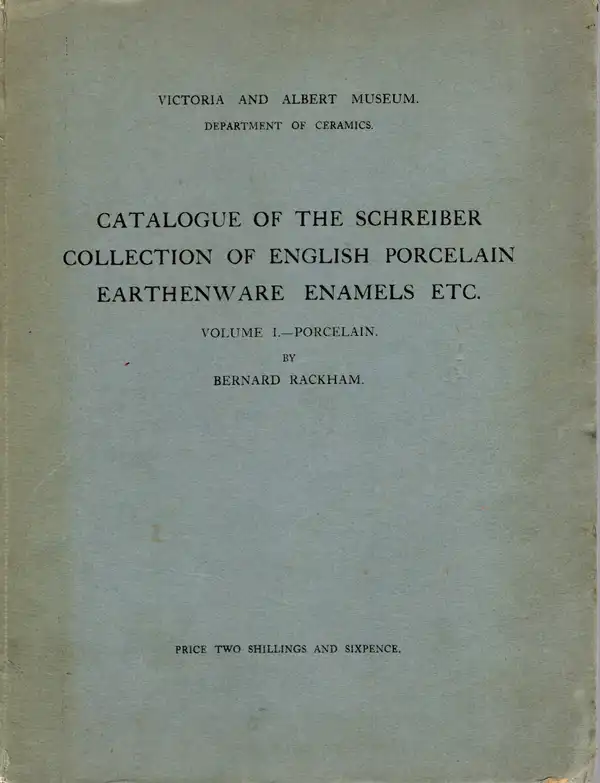 VICTORIA AND ALBERT MUSEUM.
DEPARTMENT OF CERAMICS.
CATALOGUE OF THE SCHREIBER
COLLECTION OF ENGLISH PORCELAIN
EARTHENWARE ENAMELS ETC.
VOLUME I.—PORCELAIN.
BY
BERNARD RACKHAM.
PRICE TWO SHILLINGS AND SIXPENCE.